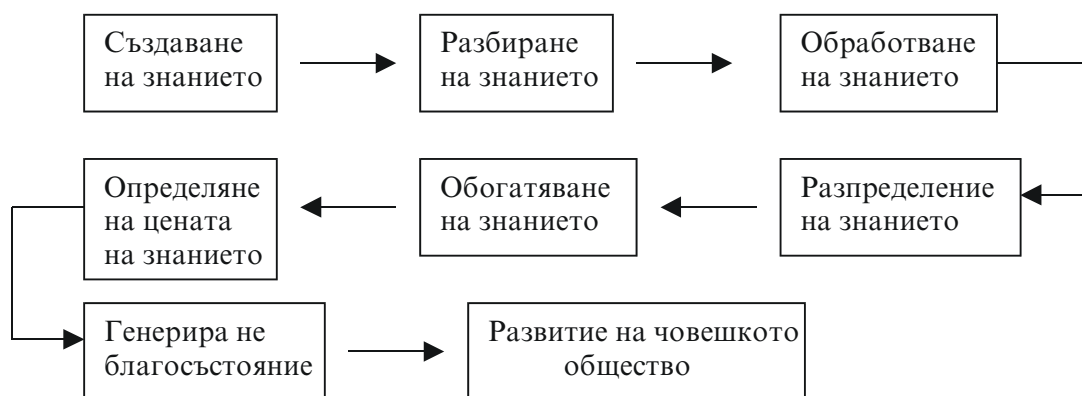 Създаване
на знанието
Разбиране
на знанието
Обработване
на знанието
Разпределение
на знанието
Обогатяване
на знанието
Определяне
на цената
на знанието
Генерира не
благосъстояние
Развитие на човешкото
общество